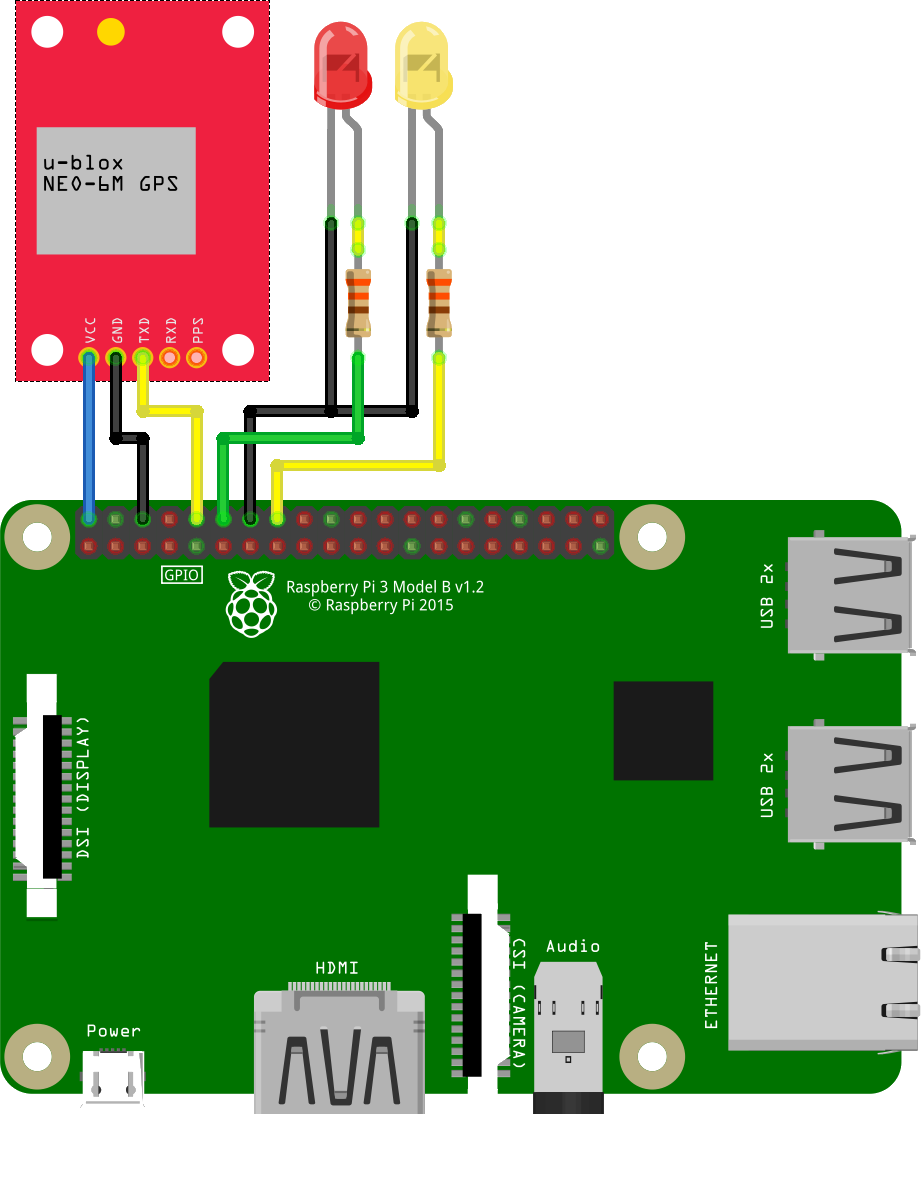 u-blox
NEO-6M GPS
VCC
GND
TXD
RXD
PPS
GPIO
Raspberry Pi 3 Model B v1.2
© Raspberry Pi 2015
USB 2x
DSI (DISPLAY)
USB 2x
HDMI
CSI (CAMERA)
Audio
ETHERNET
Power